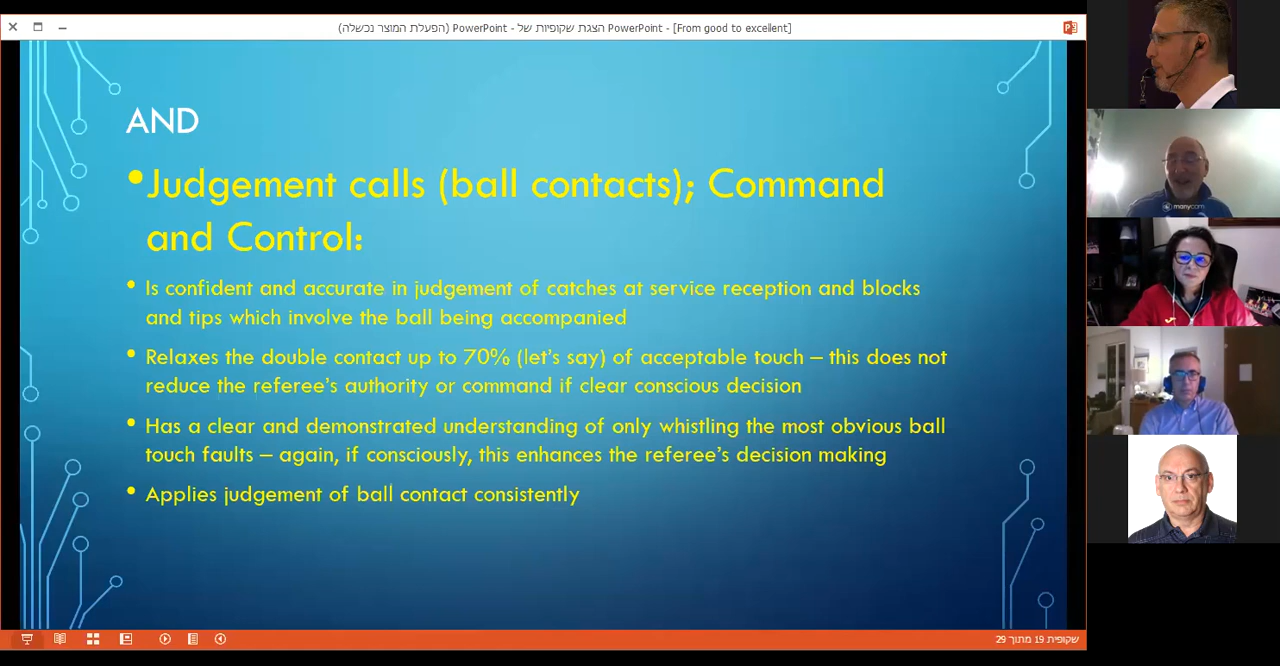 [From good to excellent] - PowerPoint הצגת שקופיות של - PowerPoint (הפעלת המוצר נכשלה)
AND
•Judgement calls (ball contacts); Command
and Control:
• Is confident and accurate in judgement of catches at service reception and blocks
and tips which involve the ball being accompanied
• Relaxes the double contact up to 70% (let's say) of acceptable touch – this does not
reduce the referee's authority or command if clear conscious decision
• Has a clear and demonstrated understanding of only whistling the most obvious ball
touch faults – again, if consciously, this enhances the referee's decision making
• Applies judgement of ball contact consistently
שקופית 19 מתוך 29
manycam